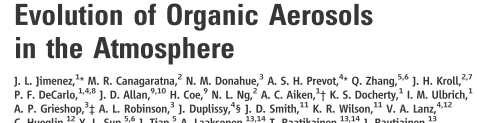 Evolution of Organic Aerosols
in the Atmosphere
J. L. Jimenez,¹* M. R. Canagaratna,² N. M. Donahue,³ A. S. H. Prevot,⁴* Q. Zhang,⁵,⁶ J. H. Kroll,²,⁷
P. F. DeCarlo,¹,⁴,⁸ J. D. Allan,⁹,¹⁰ H. Coe,⁹ N. L. Ng,² A. C. Aiken,¹† K. S. Docherty,¹ I. M. Ulbrich,¹
A. P. Grieshop,³‡ A. L. Robinson,³ J. Duplissy,⁴§ J. D. Smith,¹¹ K. R. Wilson,¹¹ V. A. Lanz,⁴,¹²
C. Hueglin,¹² Y. L. Sun,⁵,⁶ J. Tian,⁵ A. Laaksonen,¹³,¹⁴ T. Raatikainen,¹³,¹⁴ J. Rautiainen,¹³